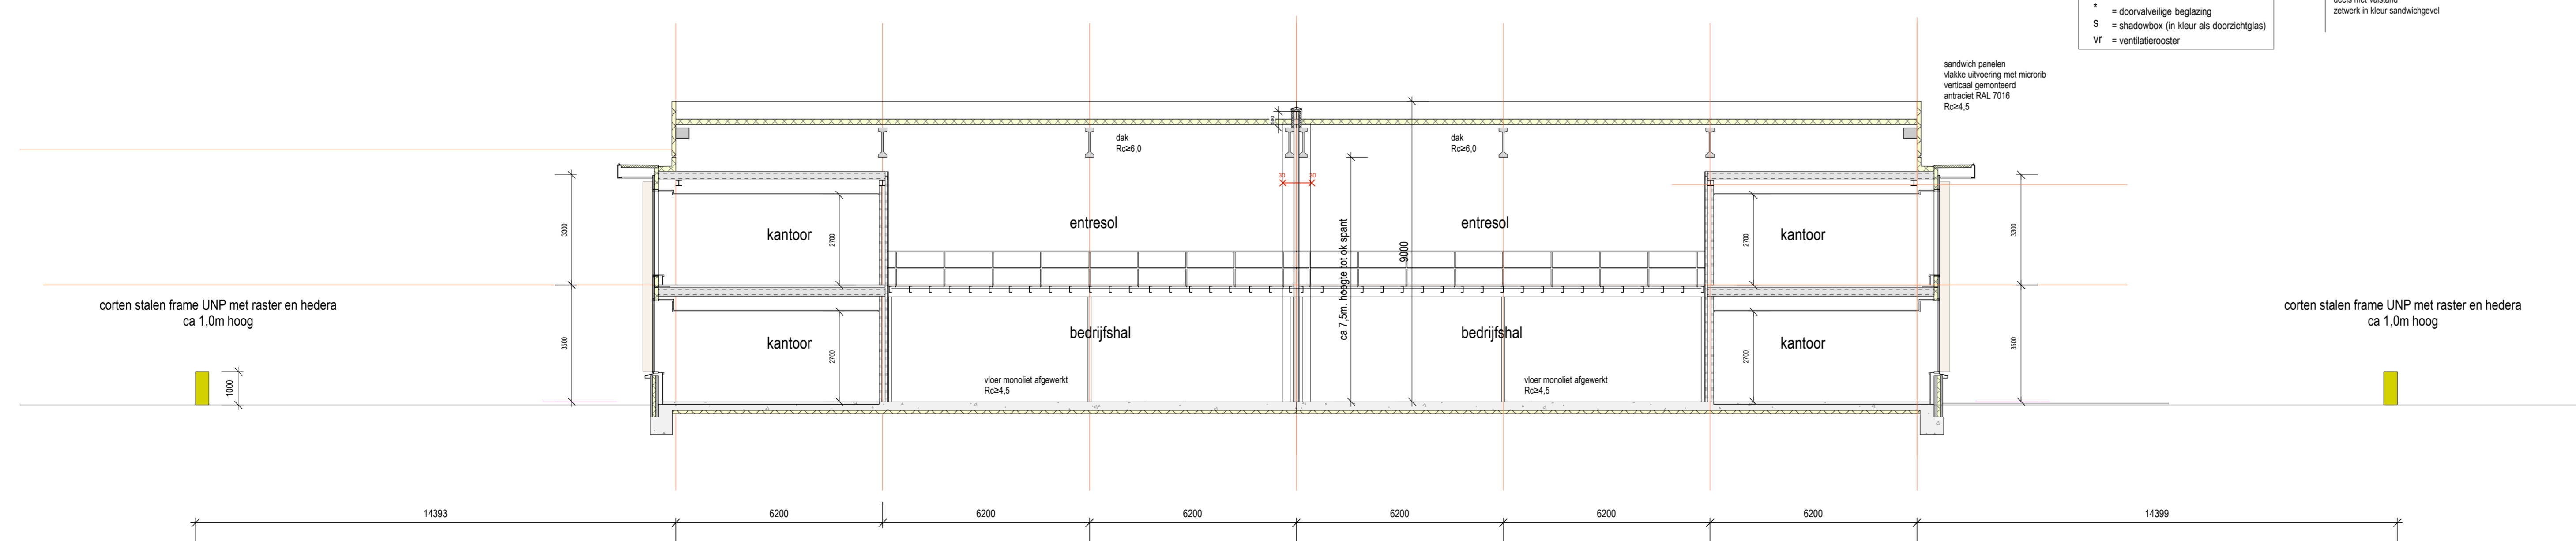 deels met valstand
zetwerk in kleur sandwichgevel
* = doorvalveilige beglazing
S = shadowbox (in kleur als doorzichtglas)
vr = ventilatierooster
sandwich panelen
vlakke uitvoering met microrib
verticaal gemonteerd
antraciet RAL 7016
Rc≥4,5
dak
Rc≥6,0
dak
Rc≥6,0
30
30
3300
kantoor
2700
entresol
ca 7,5m. hoogte tot ok spant
9000
entresol
2700
kantoor
3300
corten stalen frame UNP met raster en hedera
ca 1,0m hoog
1000
3500
kantoor
2700
bedrijfshal
vloer monoliet afgewerkt
Rc≥4,5
bedrijfshal
vloer monoliet afgewerkt
Rc≥4,5
2700
kantoor
3500
corten stalen frame UNP met raster en hedera
ca 1,0m hoog
14393
6200
6200
6200
6200
6200
6200
14399